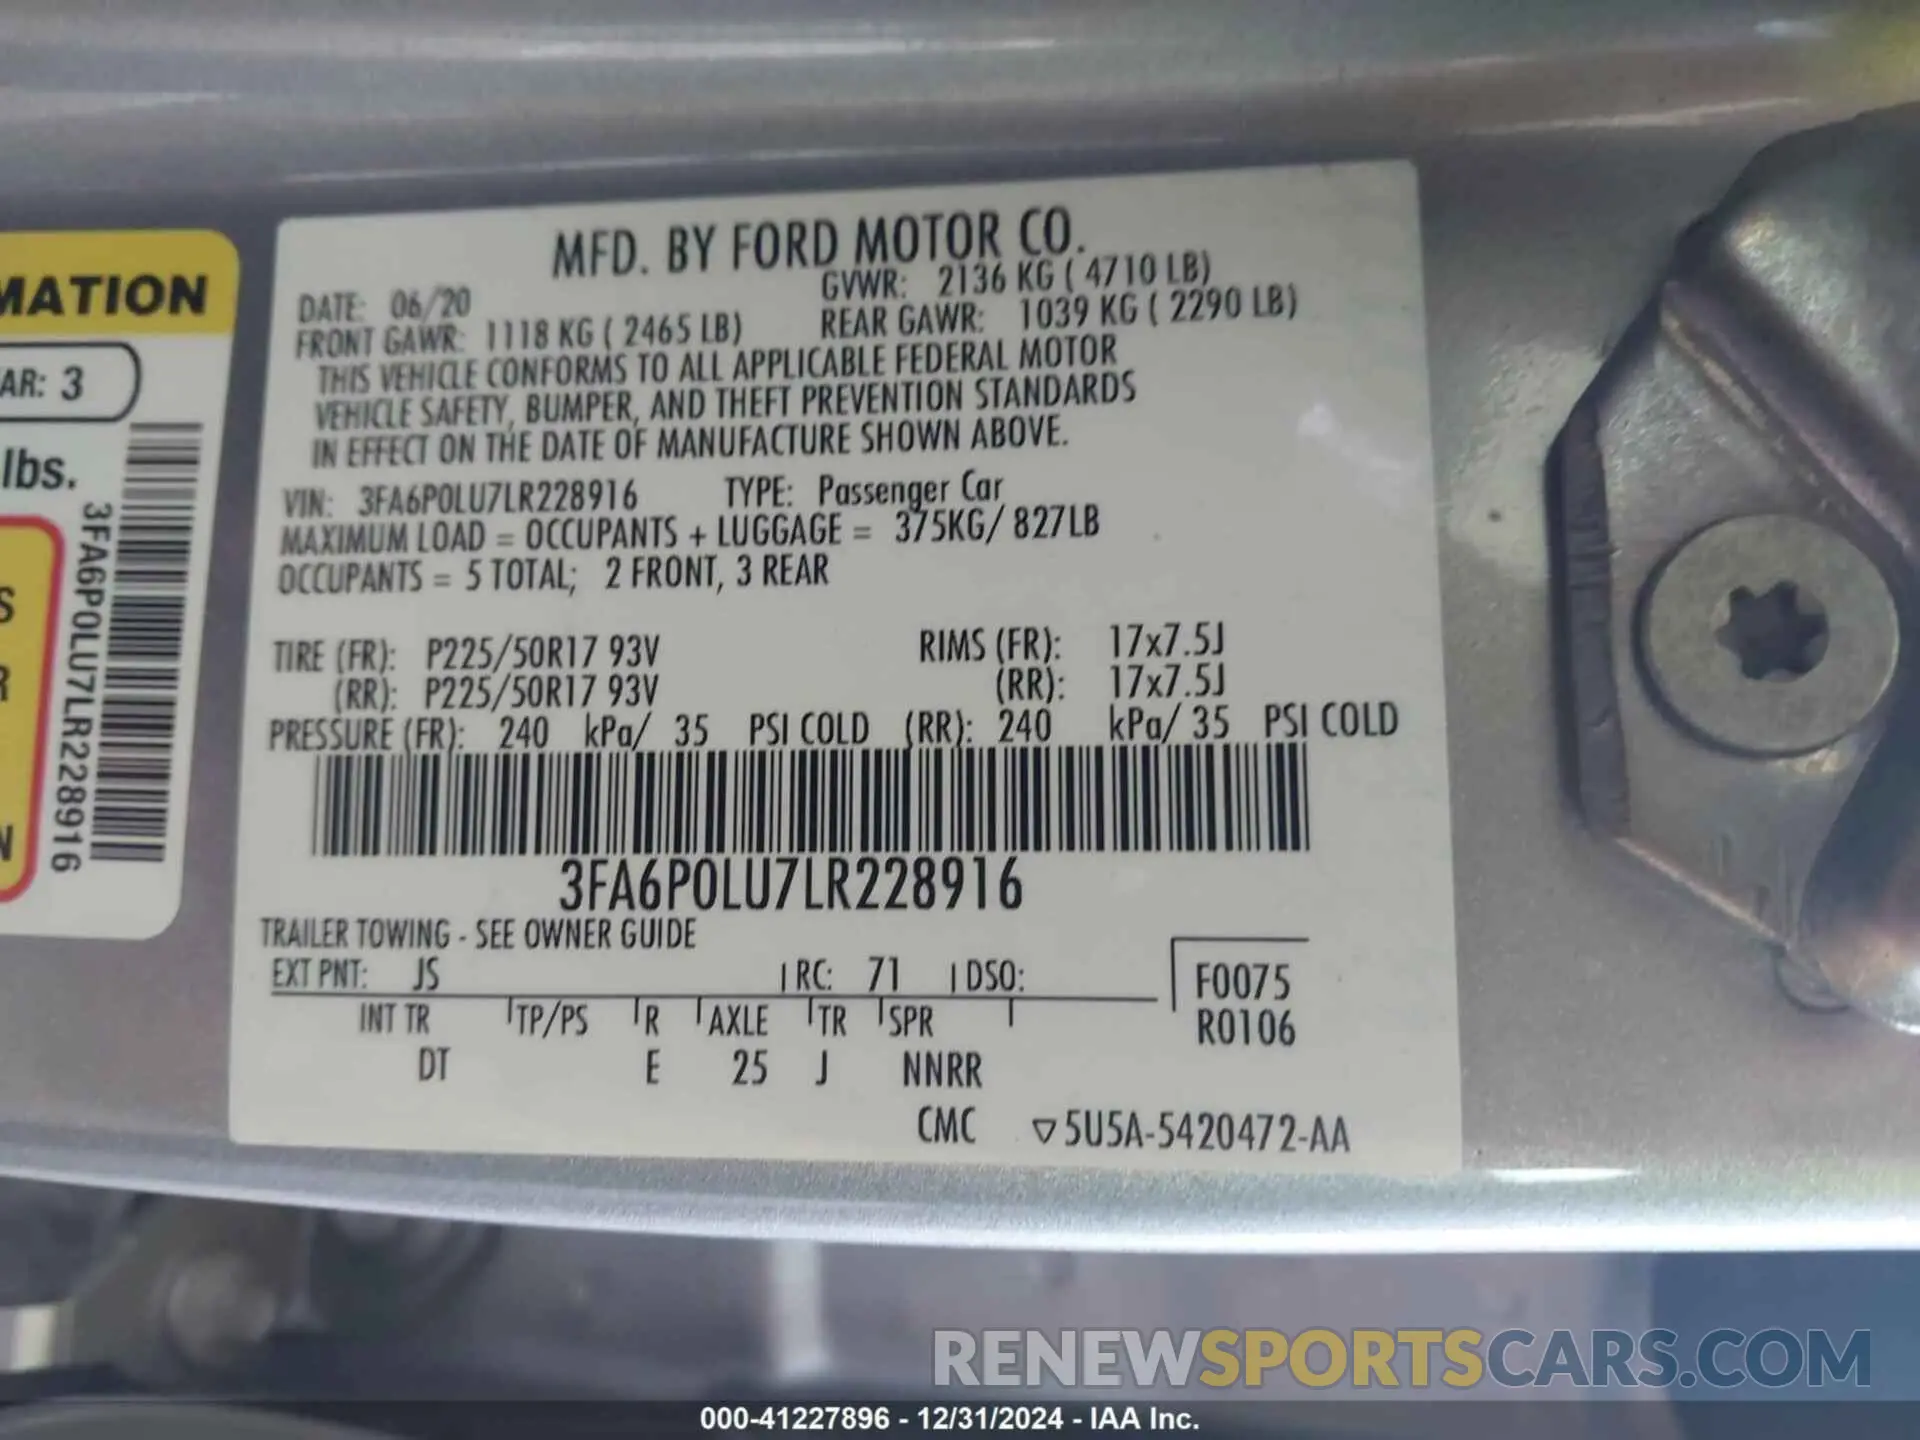 MFD. BY FORD MOTOR CO.
DATE: 06/20 GVWR: 2136 KG ( 4710 LB)
FRONT GAWR: 1118 KG ( 2465 LB) REAR GAWR: 1039 KG ( 2290 LB)
THIS VEHICLE CONFORMS TO ALL APPLICABLE FEDERAL MOTOR
VEHICLE SAFETY, BUMPER, AND THEFT PREVENTION STANDARDS
IN EFFECT ON THE DATE OF MANUFACTURE SHOWN ABOVE.
VIN: 3FA6P0LU7LR228916 TYPE: Passenger Car
MAXIMUM LOAD = OCCUPANTS + LUGGAGE = 375KG/ 827LB
OCCUPANTS = 5 TOTAL; 2 FRONT, 3 REAR
TIRE (FR): P225/50R17 93V RIMS (FR): 17x7.5J
(RR): P225/50R17 93V (RR): 17x7.5J
PRESSURE (FR): 240 kPa/ 35 PSI COLD (RR): 240 kPa/ 35 PSI COLD
3FA6P0LU7LR228916
TRAILER TOWING - SEE OWNER GUIDE
EXT PNT: JS RC: 71 DSO: F0075
INT TR TP/PS R AXLE TR SPR R0106
DT E 25 J NNRR
CMC ▽5U5A-5420472-AA
MATION
AR: 3
lbs.
S
R
N
3FA6P0LU7LR228916
RENEWSPORTSCARS.COM
000-41227896 - 12/31/2024 - IAA Inc.